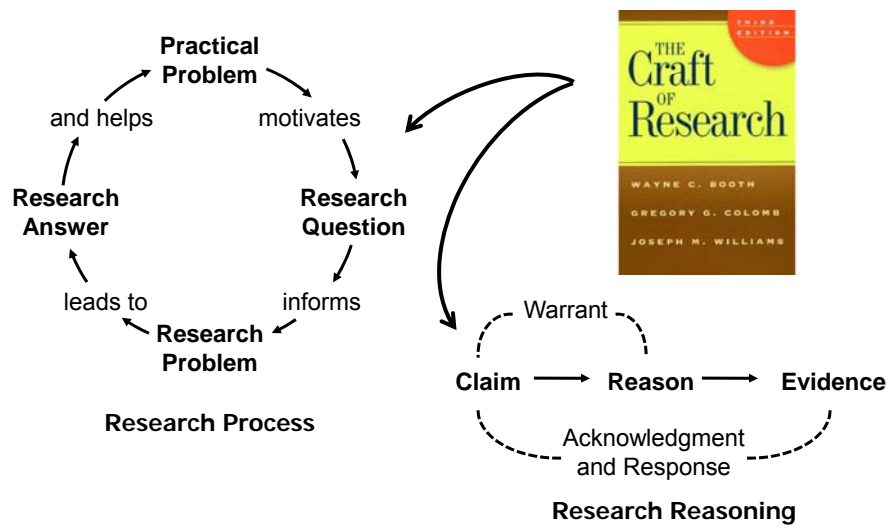 Practical
Problem
and helps
motivates
Research
Answer
Research
Question
leads to
informs
Research
Problem
Research Process
THIRD
EDITION
THE
Craft
OF
Research
WAYNE C. BOOTH
GREGORY G. COLOMB
JOSEPH M. WILLIAMS
Warrant
Claim
Reason
Evidence
Acknowledgment
and Response
Research Reasoning